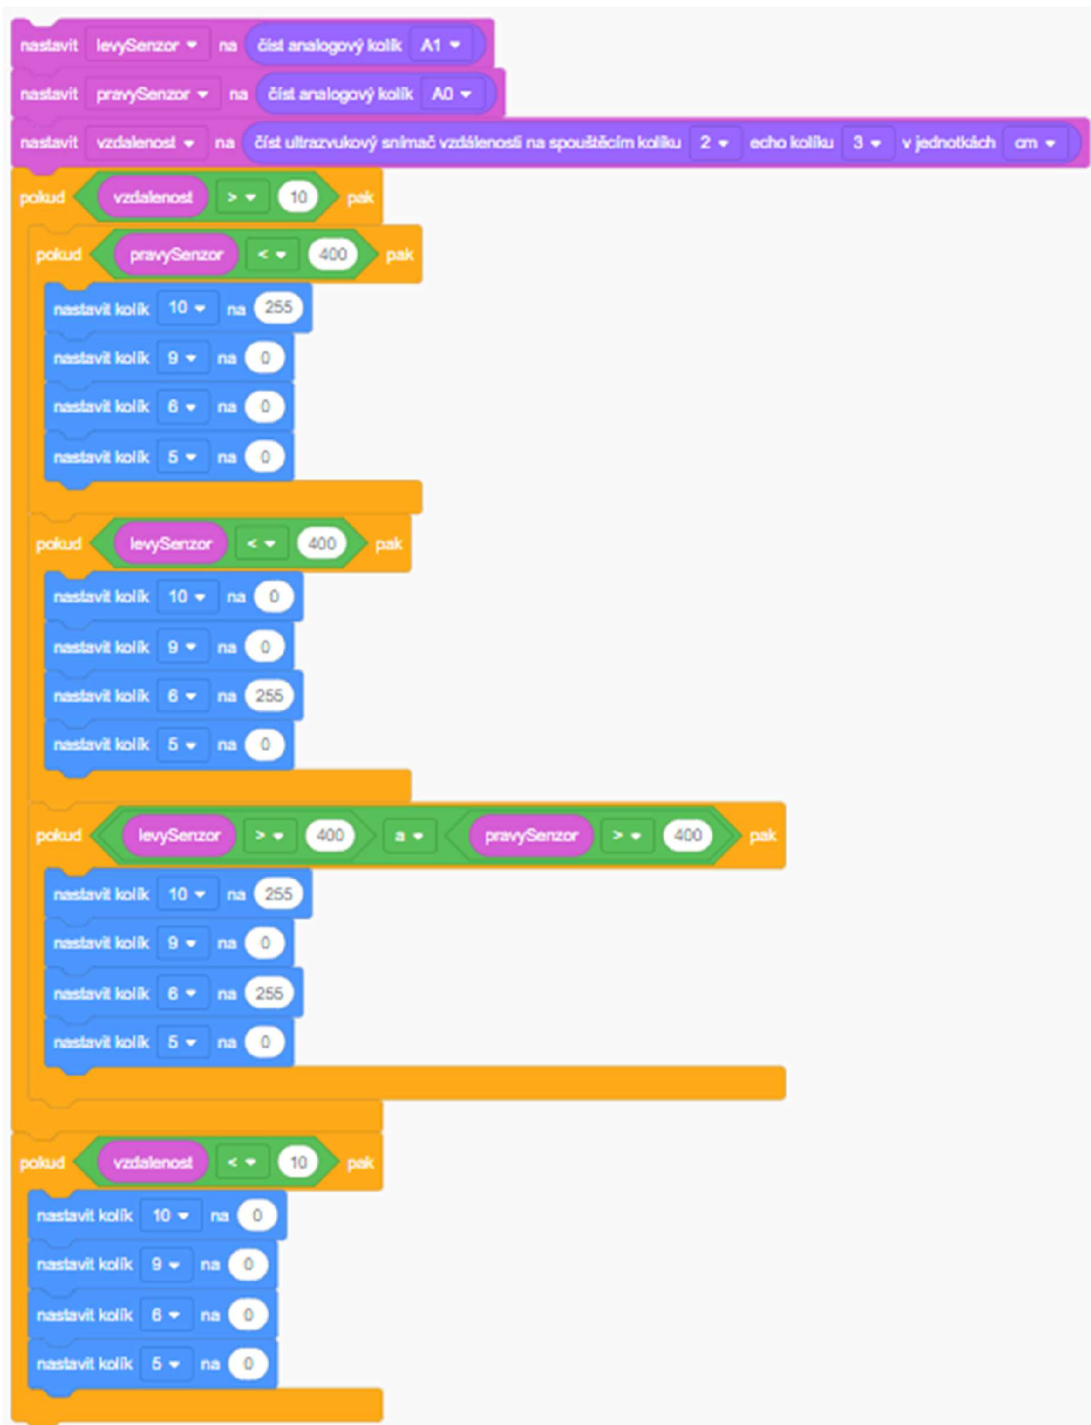 nastavit levySenzor na číst analogový kolík A1
nastavit pravySenzor na číst analogový kolík A0
nastavit vzdalenost na číst ultrazvukový snímač vzdálenosti na spouštěcím kolíku 2 echo kolíku 3 v jednotkách cm
pokud vzdalenost > 10 pak
pokud pravySenzor < 400 pak
nastavit kolík 10 na 255
nastavit kolík 9 na 0
nastavit kolík 6 na 0
nastavit kolík 5 na 0
pokud levySenzor < 400 pak
nastavit kolík 10 na 0
nastavit kolík 9 na 0
nastavit kolík 6 na 255
nastavit kolík 5 na 0
pokud levySenzor > 400 a pravySenzor > 400 pak
nastavit kolík 10 na 255
nastavit kolík 9 na 0
nastavit kolík 6 na 255
nastavit kolík 5 na 0
pokud vzdalenost < 10 pak
nastavit kolík 10 na 0
nastavit kolík 9 na 0
nastavit kolík 6 na 0
nastavit kolík 5 na 0